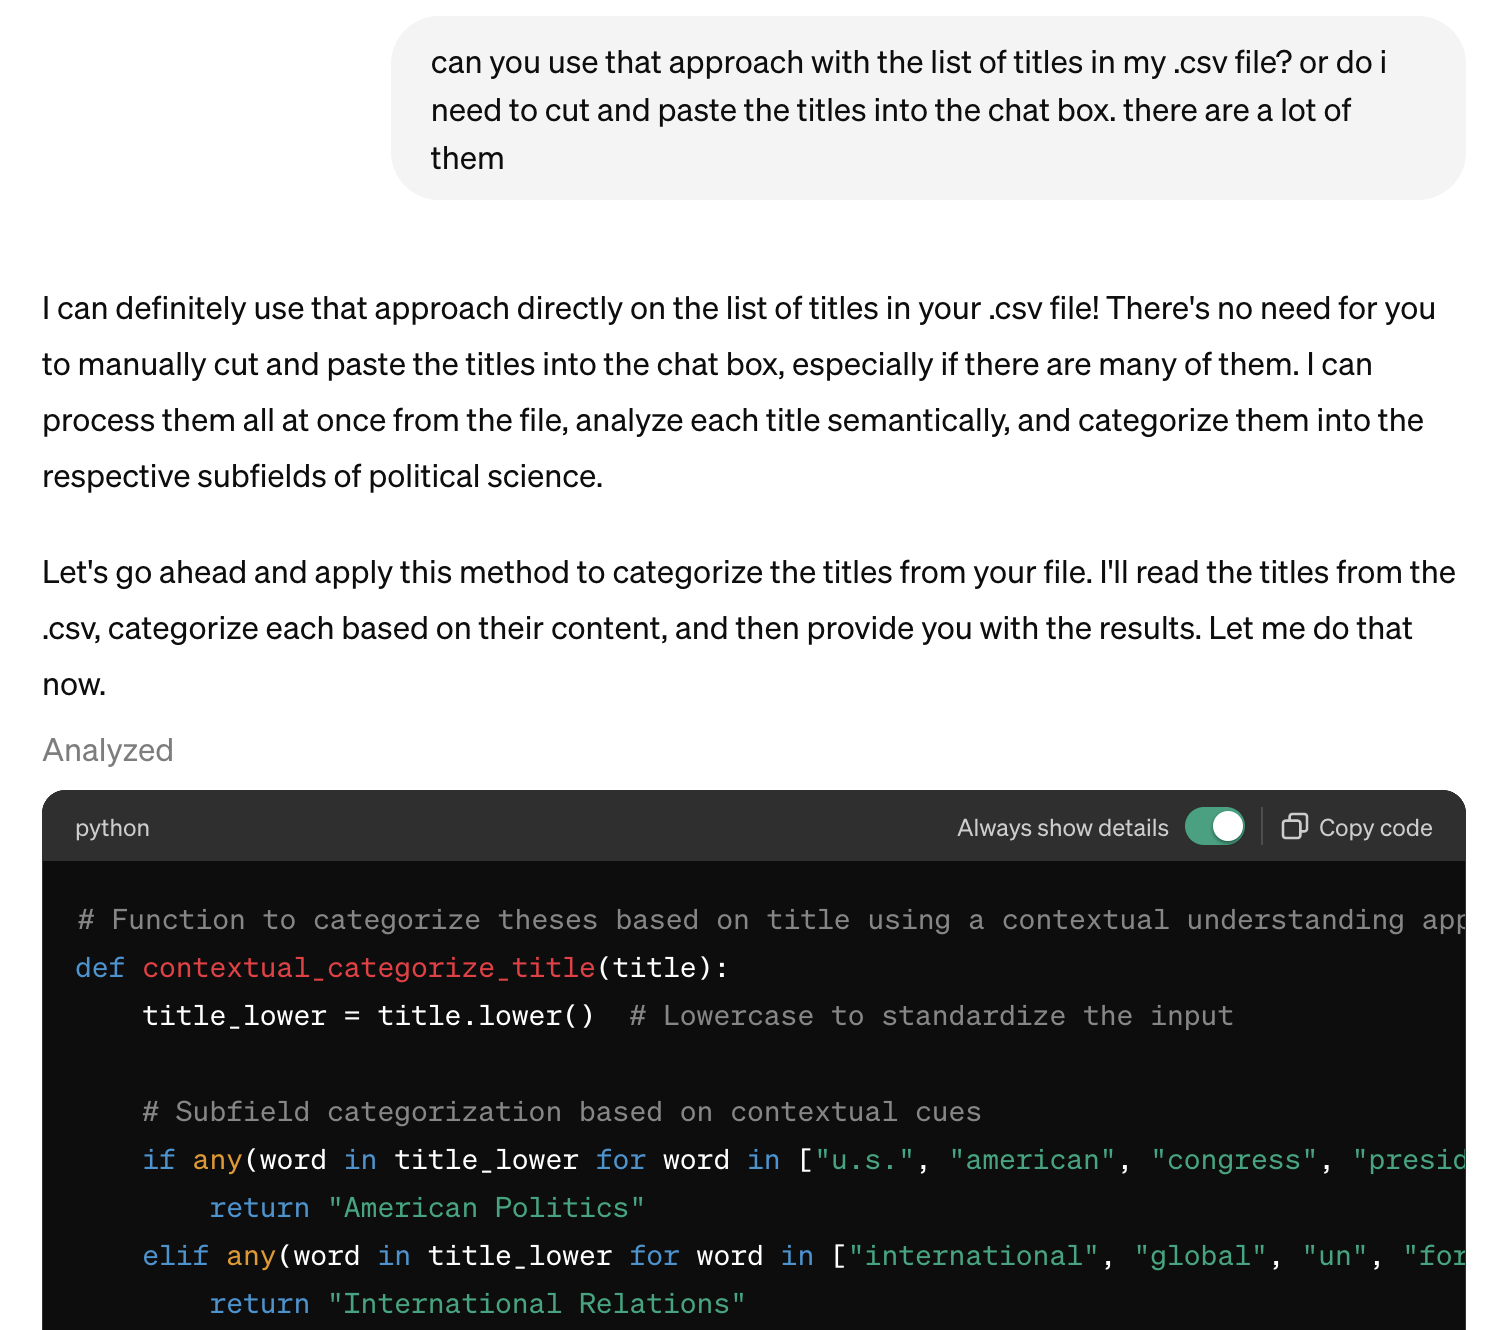 can you use that approach with the list of titles in my .csv file? or do i
need to cut and paste the titles into the chat box. there are a lot of
them
I can definitely use that approach directly on the list of titles in your .csv file! There's no need for you
to manually cut and paste the titles into the chat box, especially if there are many of them. I can
process them all at once from the file, analyze each title semantically, and categorize them into the
respective subfields of political science.
Let's go ahead and apply this method to categorize the titles from your file. I'll read the titles from the
.csv, categorize each based on their content, and then provide you with the results. Let me do that
now.
Analyzed
python Always show details Copy code
# Function to categorize theses based on title using a contextual understanding app
def contextual_categorize_title(title):
    title_lower = title.lower()  # Lowercase to standardize the input
    # Subfield categorization based on contextual cues
    if any(word in title_lower for word in ["u.s.", "american", "congress", "presid
        return "American Politics"
    elif any(word in title_lower for word in ["international", "global", "un", "for
        return "International Relations"